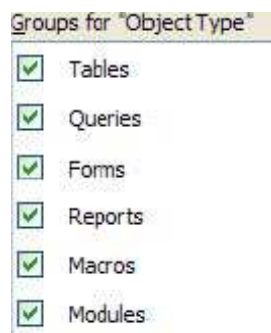 Groups for "Object Type"
Tables
Queries
Forms
Reports
Macros
Modules